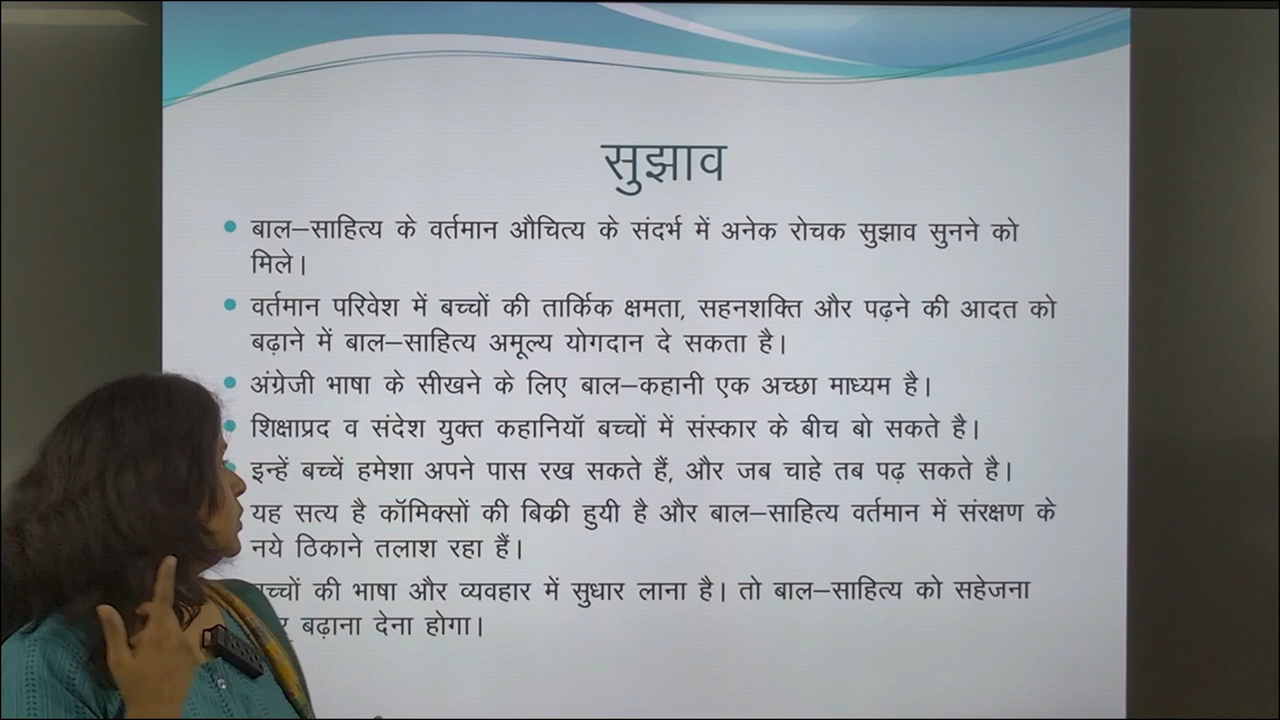 सुझाव
बाल–साहित्य के वर्तमान औचित्य के संदर्भ में अनेक रोचक सुझाव सुनने को
मिले।
वर्तमान परिवेश में बच्चों की तार्किक क्षमता, सहनशक्ति और पढ़ने की आदत को
बढ़ाने में बाल–साहित्य अमूल्य योगदान दे सकता है।
अंग्रेजी भाषा के सीखने के लिए बाल–कहानी एक अच्छा माध्यम है।
शिक्षाप्रद व संदेश युक्त कहानियॉ बच्चों में संस्कार के बीच बो सकते है।
इन्हें बच्चें हमेशा अपने पास रख सकते हैं, और जब चाहे तब पढ़ सकते है।
यह सत्य है कॉमिक्सों की बिक्री हुयी है और बाल–साहित्य वर्तमान में संरक्षण के
नये ठिकाने तलाश रहा हैं।
की भाषा और व्यवहार में सुधार लाना है। तो बाल–साहित्य को सहेजना
बढ़ाना देना होगा।